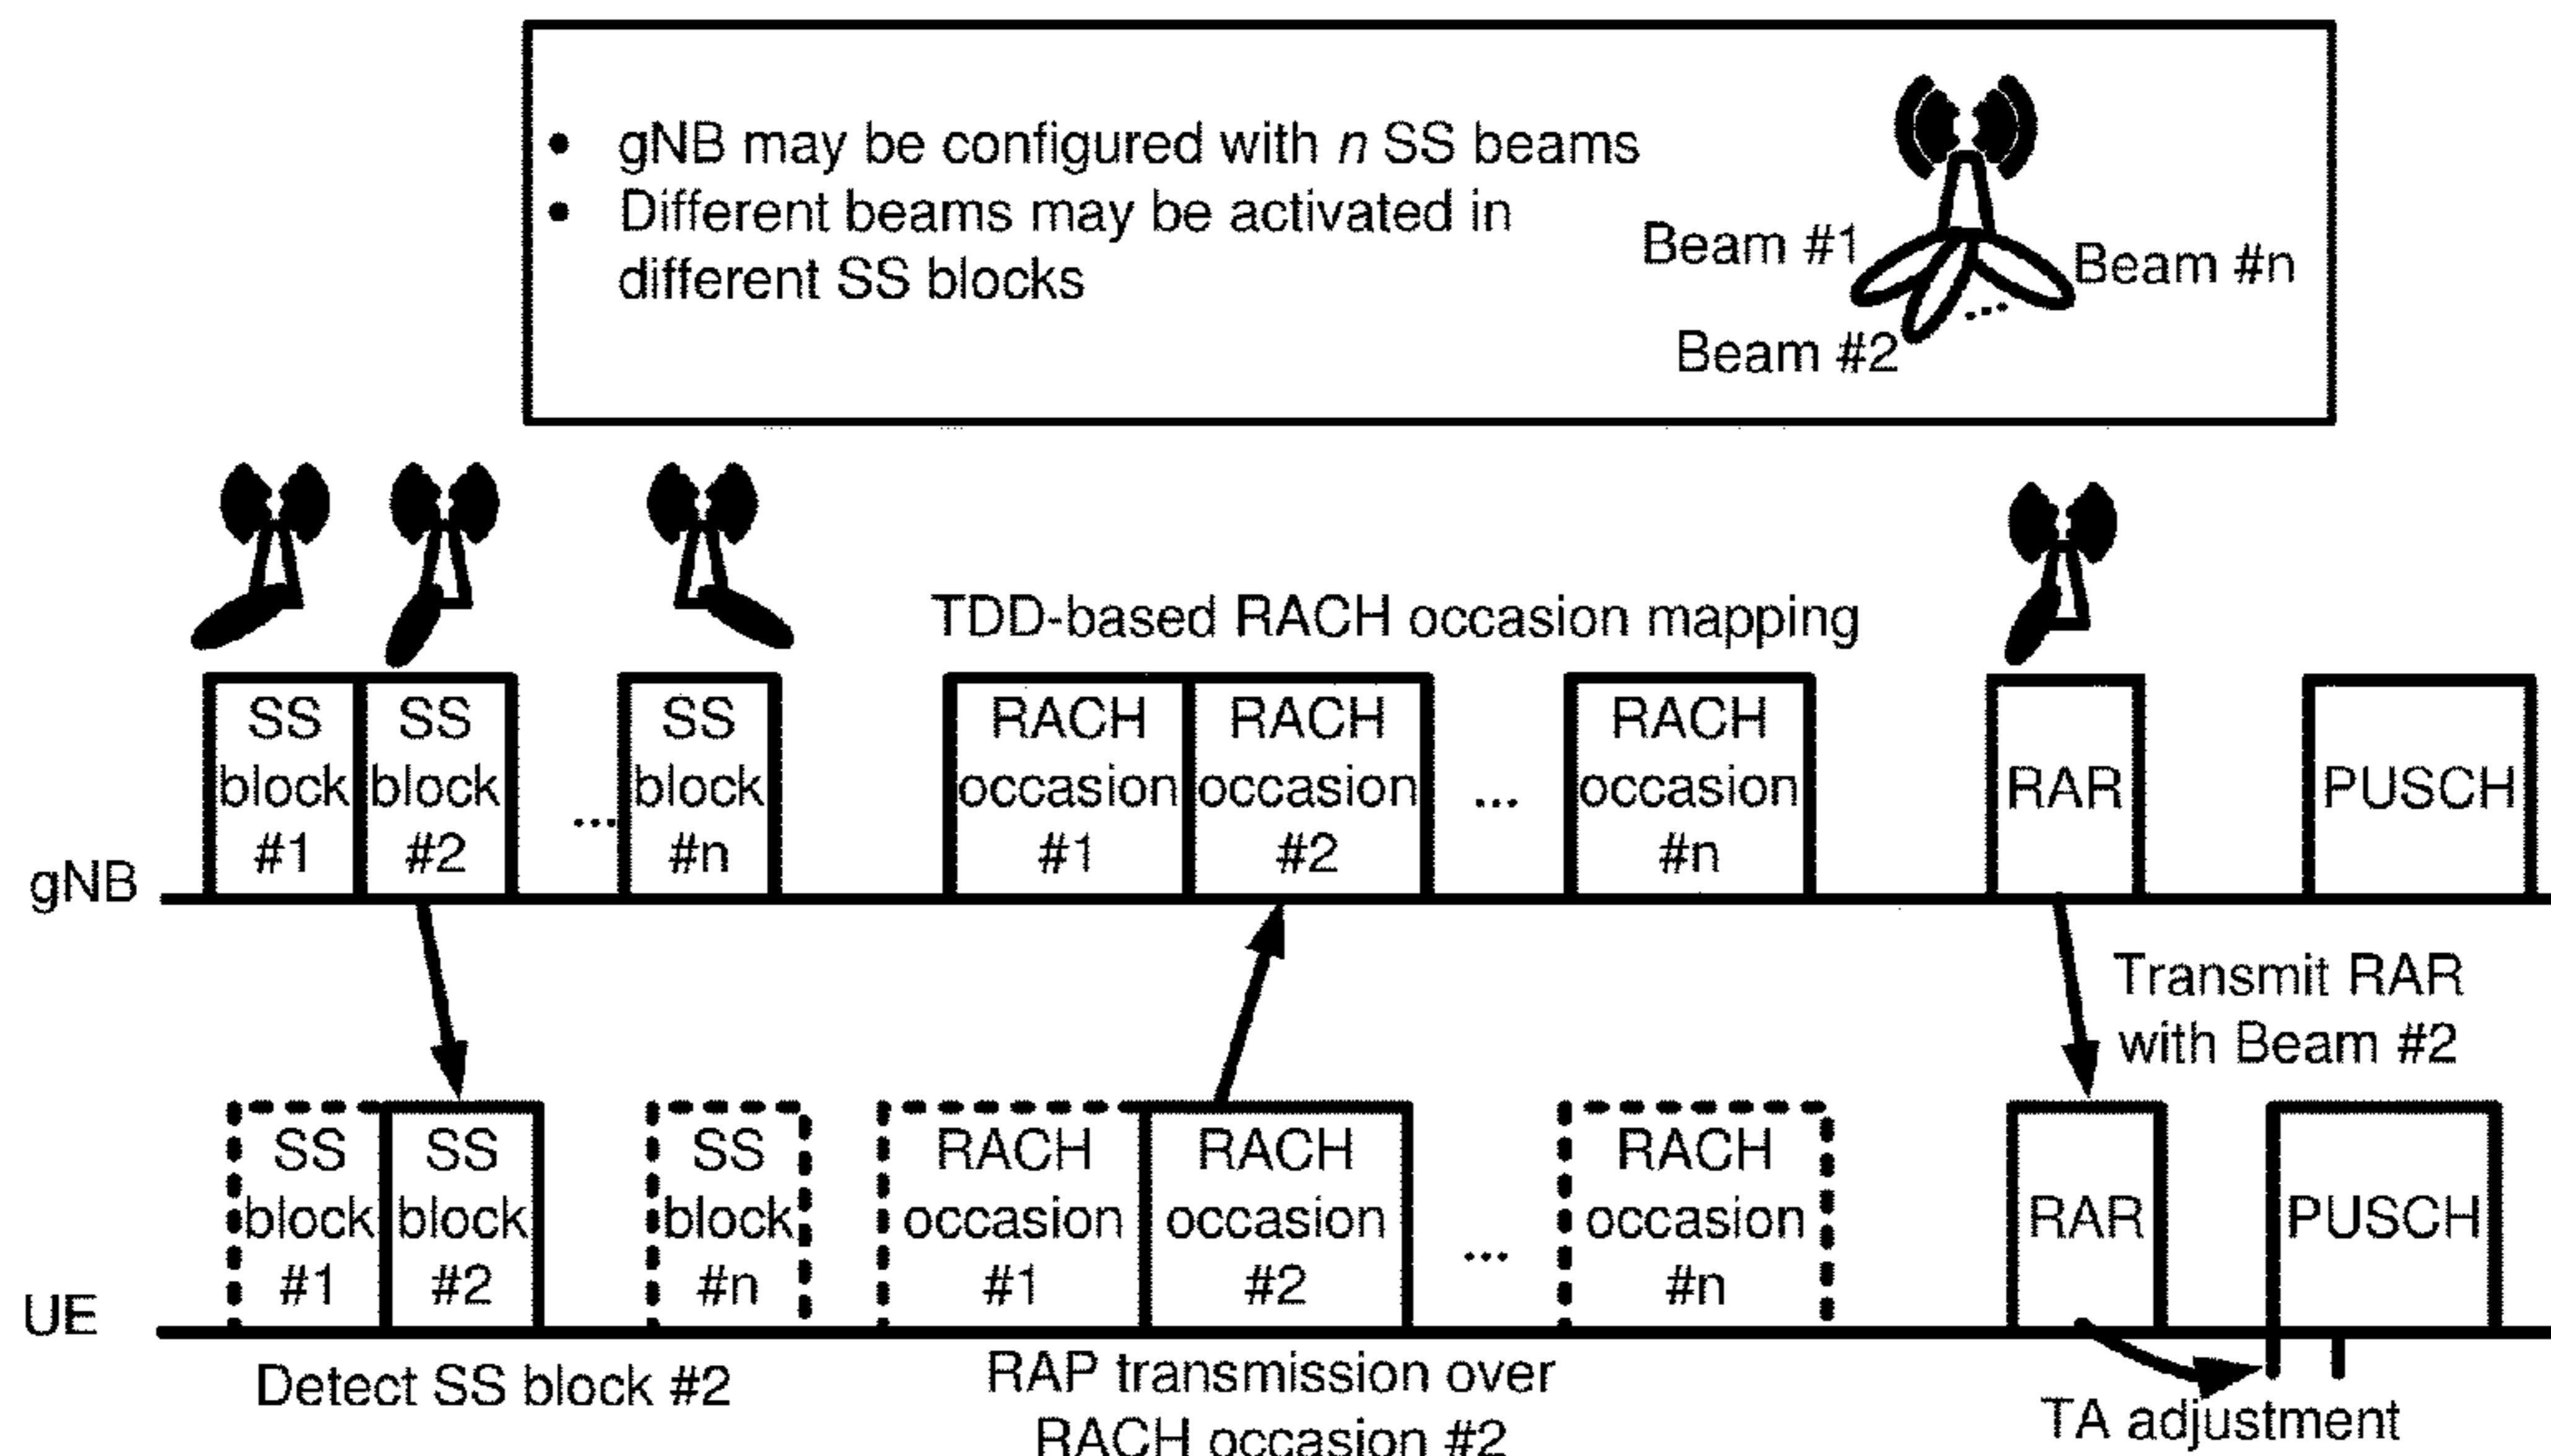 • gNB may be configured with n SS beams
• Different beams may be activated in
different SS blocks
Beam #1
Beam #n
...
Beam #2
TDD-based RACH occasion mapping
gNB
SS
block
#1
SS
block
#2
...
SS
block
#n
RACH
occasion
#1
RACH
occasion
#2
...
RACH
occasion
#n
RAR
PUSCH
Transmit RAR
with Beam #2
UE
SS
block
#1
SS
block
#2
SS
block
#n
RACH
occasion
#1
RACH
occasion
#2
...
RACH
occasion
#n
RAR
PUSCH
Detect SS block #2
RAP transmission over
RACH occasion #2
TA adjustment